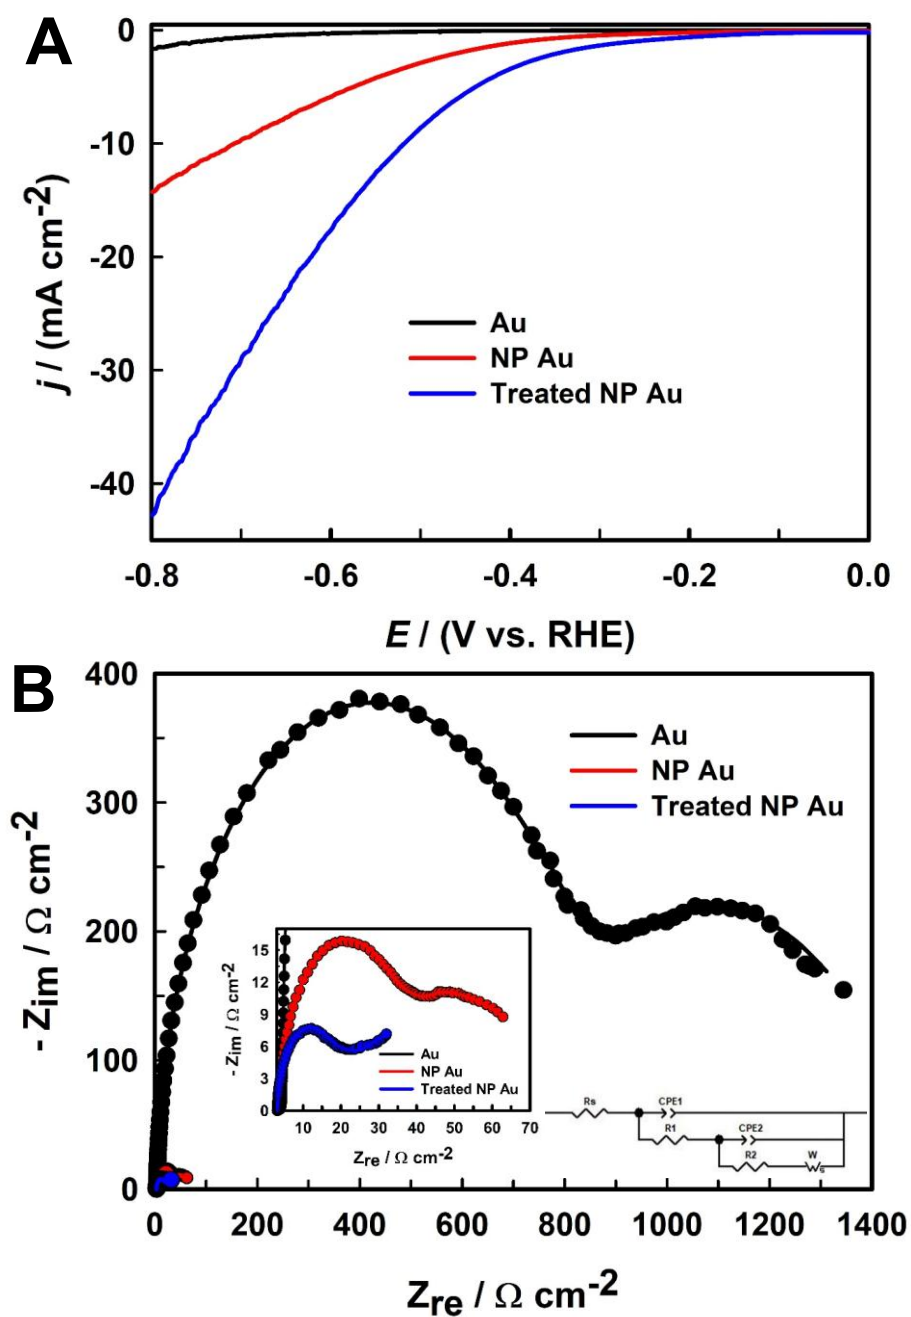 A
0
-10
-20
-30
-40
j / (mA cm-2)
Au
NP Au
Treated NP Au
-0.8 -0.6 -0.4 -0.2 0.0
E / (V vs. RHE)
B
400
300
200
100
0
- Zim / Ω cm-2
Au
NP Au
Treated NP Au
15
12
9
6
3
0
- Zim / Ω cm-2
Au
NP Au
Treated NP Au
10 20 30 40 50 60 70
Zre / Ω cm-2
Rs CPE1
R1 CPE2
R2 Ws
0 200 400 600 800 1000 1200 1400
Zre / Ω cm-2